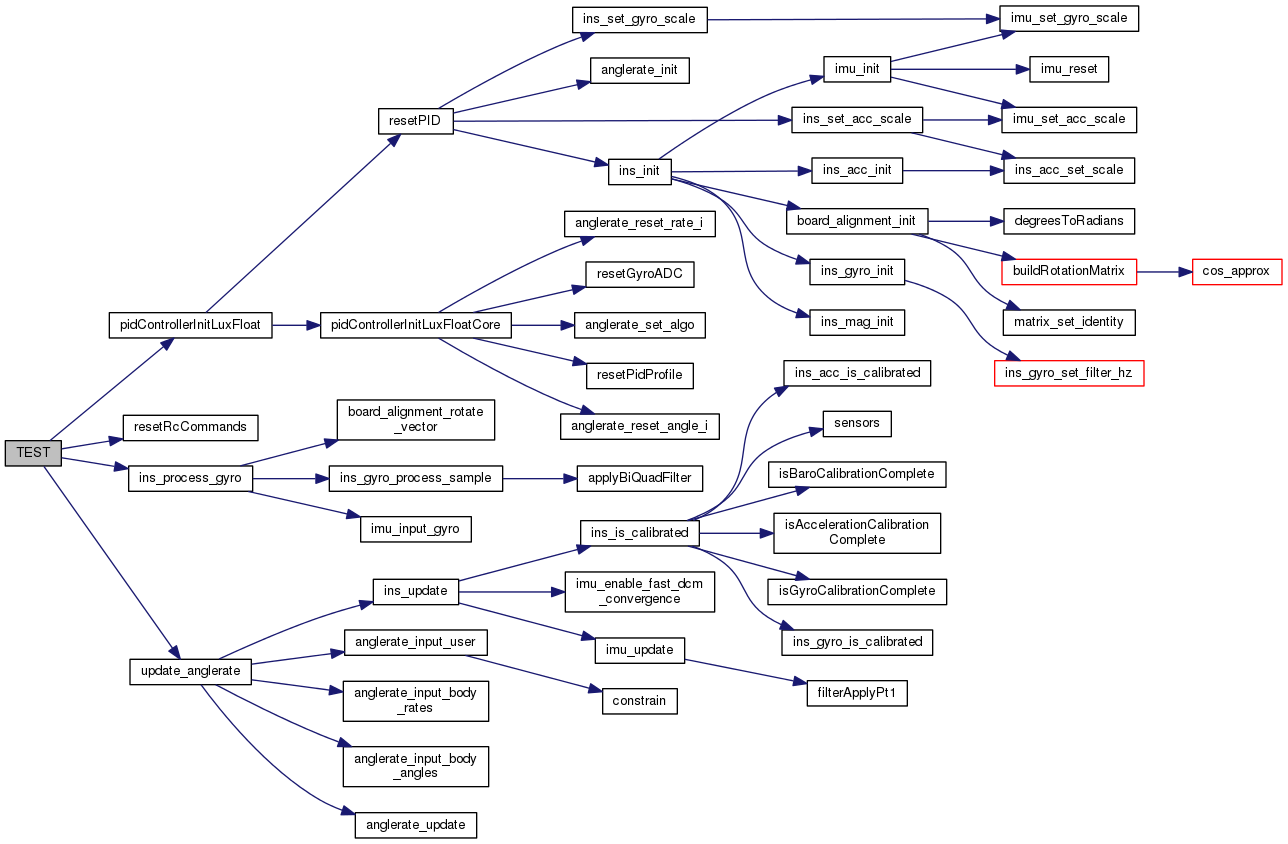 TEST
pidControllerInitLuxFloat
resetRcCommands
ins_process_gyro
update_anglerate
resetPID
pidControllerInitLuxFloatCore
board_alignment_rotate
_vector
ins_gyro_process_sample
imu_input_gyro
ins_update
anglerate_input_user
anglerate_input_body
_rates
anglerate_input_body
_angles
anglerate_update
ins_set_gyro_scale
anglerate_init
ins_init
anglerate_reset_rate_i
resetGyroADC
anglerate_set_algo
resetPidProfile
anglerate_reset_angle_i
applyBiQuadFilter
ins_is_calibrated
imu_enable_fast_dcm
_convergence
imu_update
constrain
imu_init
ins_set_acc_scale
ins_acc_init
board_alignment_init
ins_gyro_init
ins_mag_init
ins_acc_is_calibrated
sensors
isBaroCalibrationComplete
isAccelerationCalibration
Complete
isGyroCalibrationComplete
ins_gyro_is_calibrated
filterApplyPt1
imu_set_gyro_scale
imu_reset
imu_set_acc_scale
ins_acc_set_scale
degreesToRadians
buildRotationMatrix
matrix_set_identity
ins_gyro_set_filter_hz
cos_approx